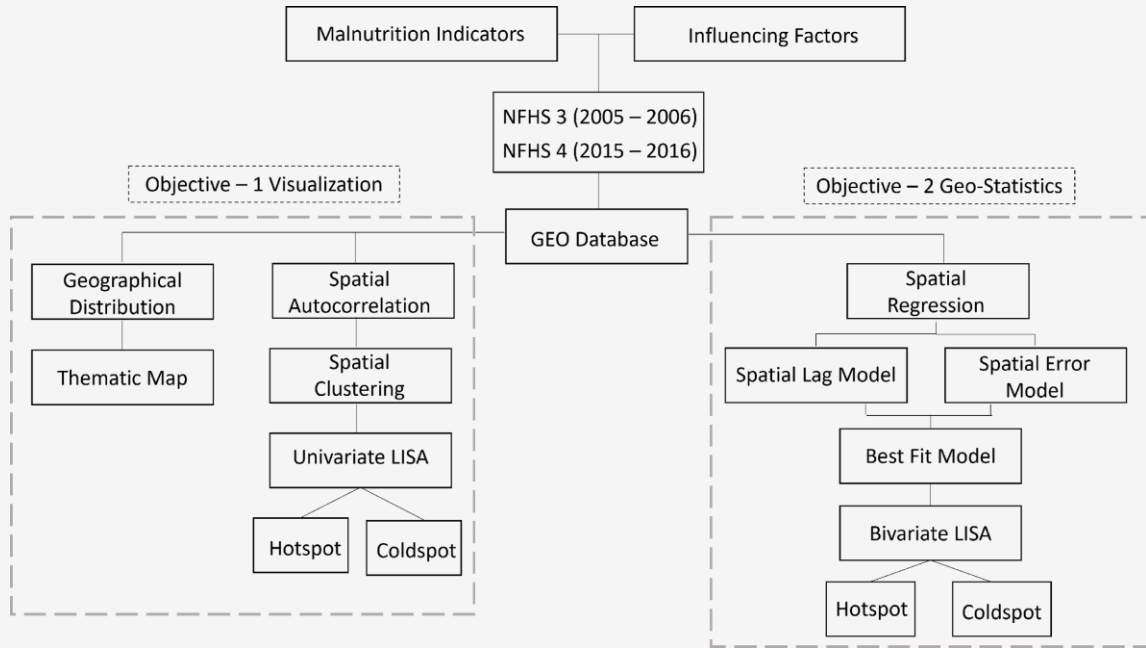 Malnutrition Indicators
Influencing Factors
NFHS 3 (2005 – 2006)
NFHS 4 (2015 – 2016)
Objective – 1 Visualization
Objective – 2 Geo-Statistics
GEO Database
Geographical
Distribution
Thematic Map
Spatial
Autocorrelation
Spatial
Clustering
Univariate LISA
Hotspot
Coldspot
Spatial
Regression
Spatial Lag Model
Spatial Error
Model
Best Fit Model
Bivariate LISA
Hotspot
Coldspot